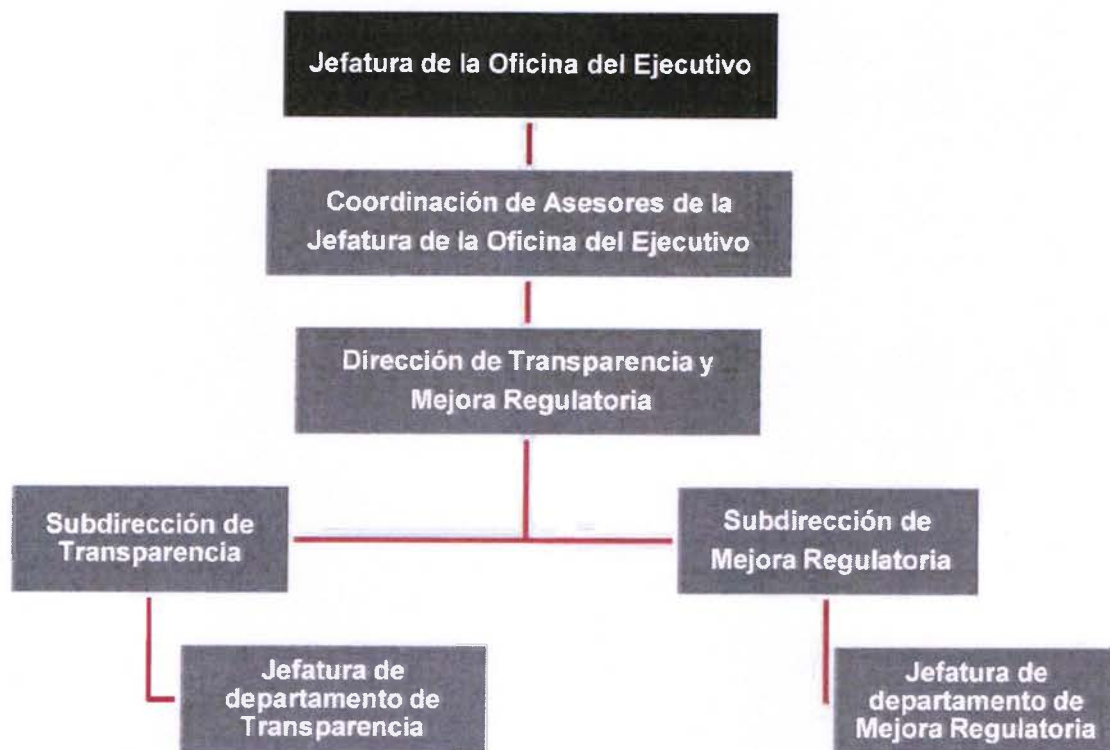 Jefatura de la Oficina del Ejecutivo
Coordinación de Asesores de la
Jefatura de la Oficina del Ejecutivo
Dirección de Transparencia y
Mejora Regulatoria
Subdirección de
Transparencia
Subdirección de
Mejora Regulatoria
Jefatura de
departamento de
Transparencia
Jefatura de
departamento de
Mejora Regulatoria